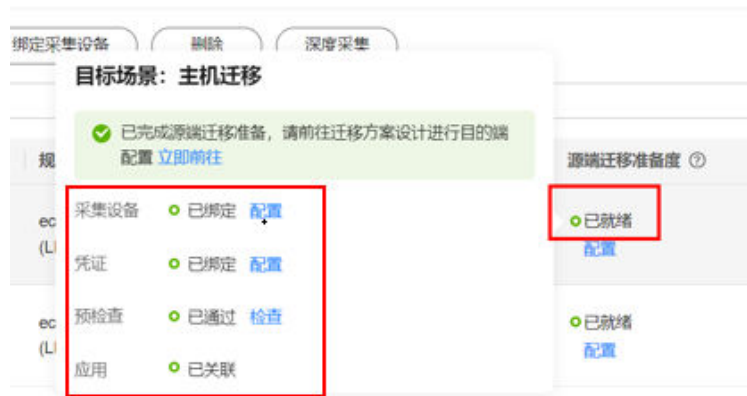 绑定采集设备 删除 深度采集
目标场景：主机迁移
已完成源端迁移准备，请前往迁移方案设计进行目的端
配置 立即前往
规
源端迁移准备度
采集设备 已绑定 配置
ec
已就绪
(LI
配置
凭证 已绑定 配置
预检查 已通过 检查
ec
已就绪
(LI
配置
应用 已关联